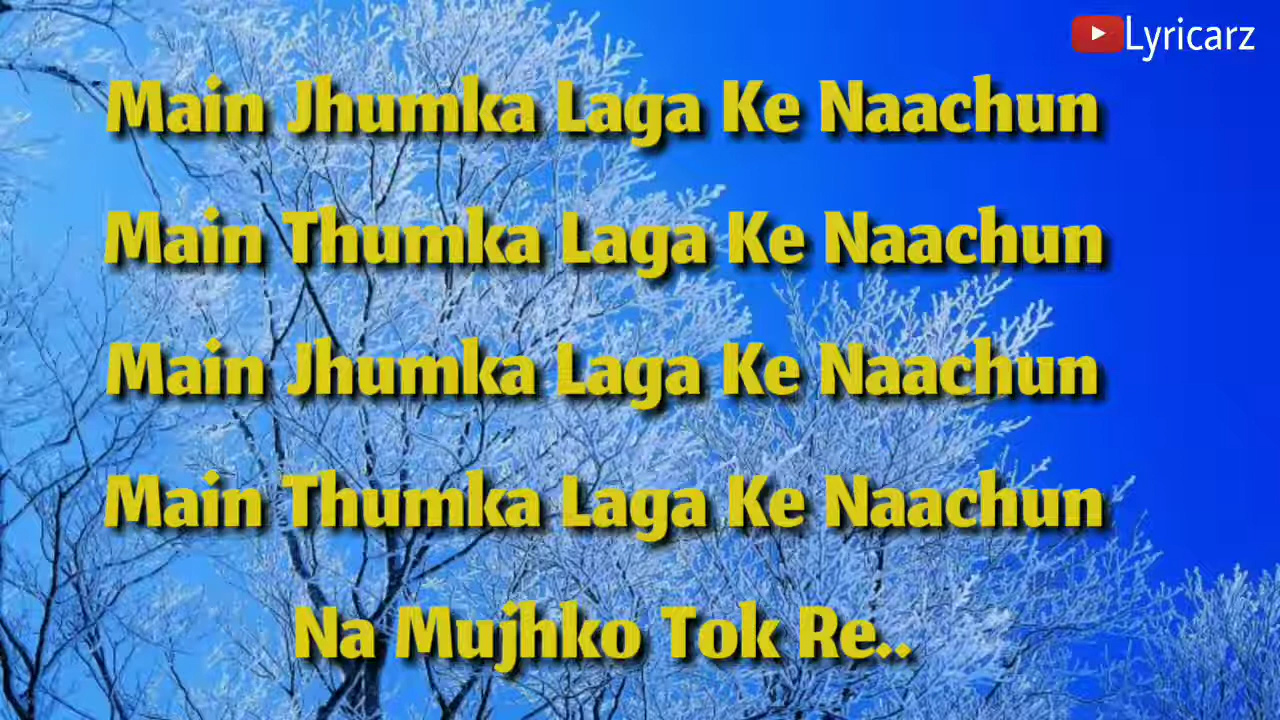 Lyricarz
Main Jhumka Laga Ke Naachun
Main Thumka Laga Ke Naachun
Main Jhumka Laga Ke Naachun
Main Thumka Laga Ke Naachun
Na Mujhko Tok Re..